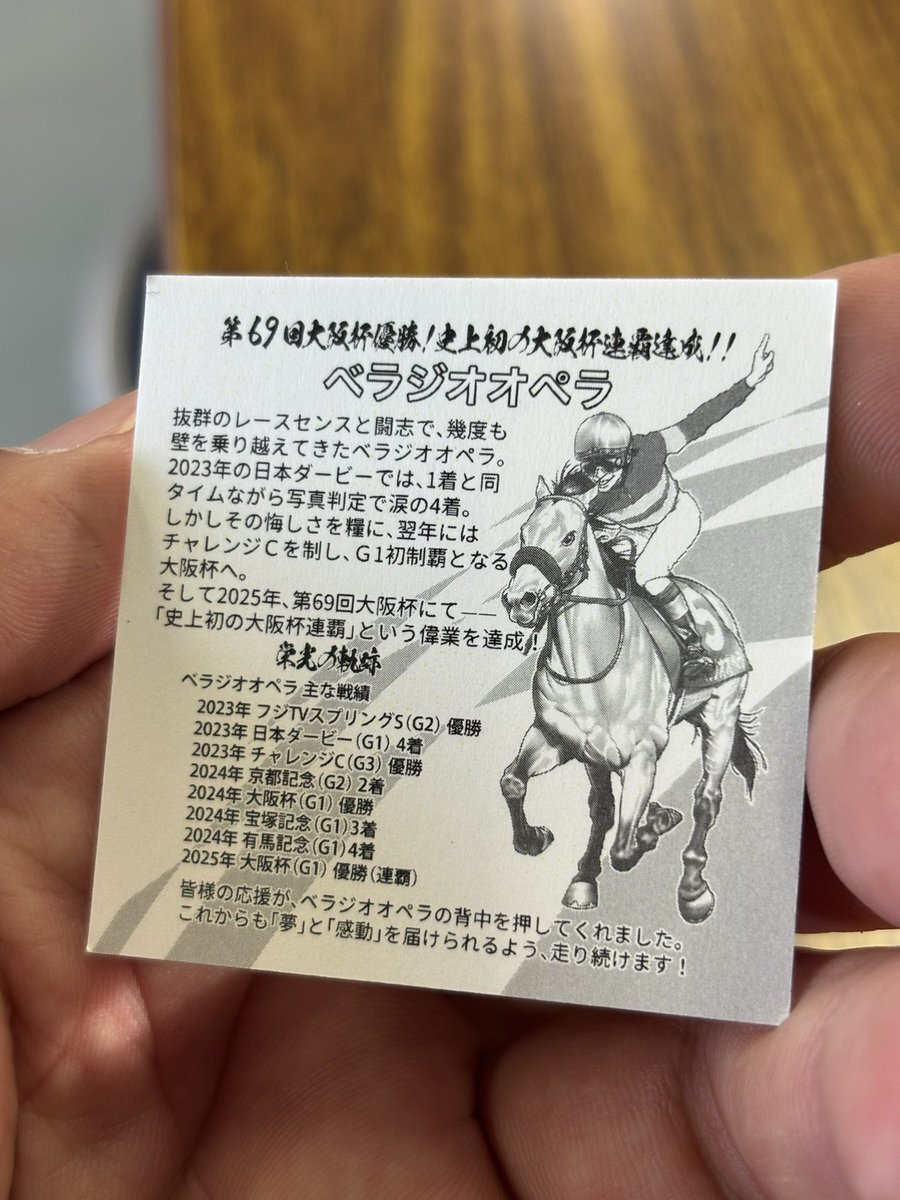 第69回大阪杯優勝!史上初の大阪杯連覇達成!!
ベラジオオペラ
抜群のレースセンスと闘志で、幾度も
壁を乗り越えてきたベラジオオペラ。
2023年の日本ダービーでは、1着と同
タイムながら写真判定で涙の4着。
しかしその悔しさを糧に、翌年には
チャレンジCを制し、G1初制覇となる
大阪杯へ。
そして2025年、第69回大阪杯にて――
「史上初の大阪杯連覇」という偉業を達成!
栄光の軌跡
ベラジオオペラ 主な戦績
2023年 フジTVスプリングS(G2) 優勝
2023年 日本ダービー(G1) 4着
2023年 チャレンジC(G3) 優勝
2024年 京都記念(G2) 2着
2024年 大阪杯(G1) 優勝
2024年 宝塚記念(G1)3着
2024年 有馬記念(G1)4着
2025年 大阪杯(G1) 優勝(連覇)
皆様の応援が、ベラジオオペラの背中を押してくれました。
これからも「夢」と「感動」を届けられるよう、走り続けます!